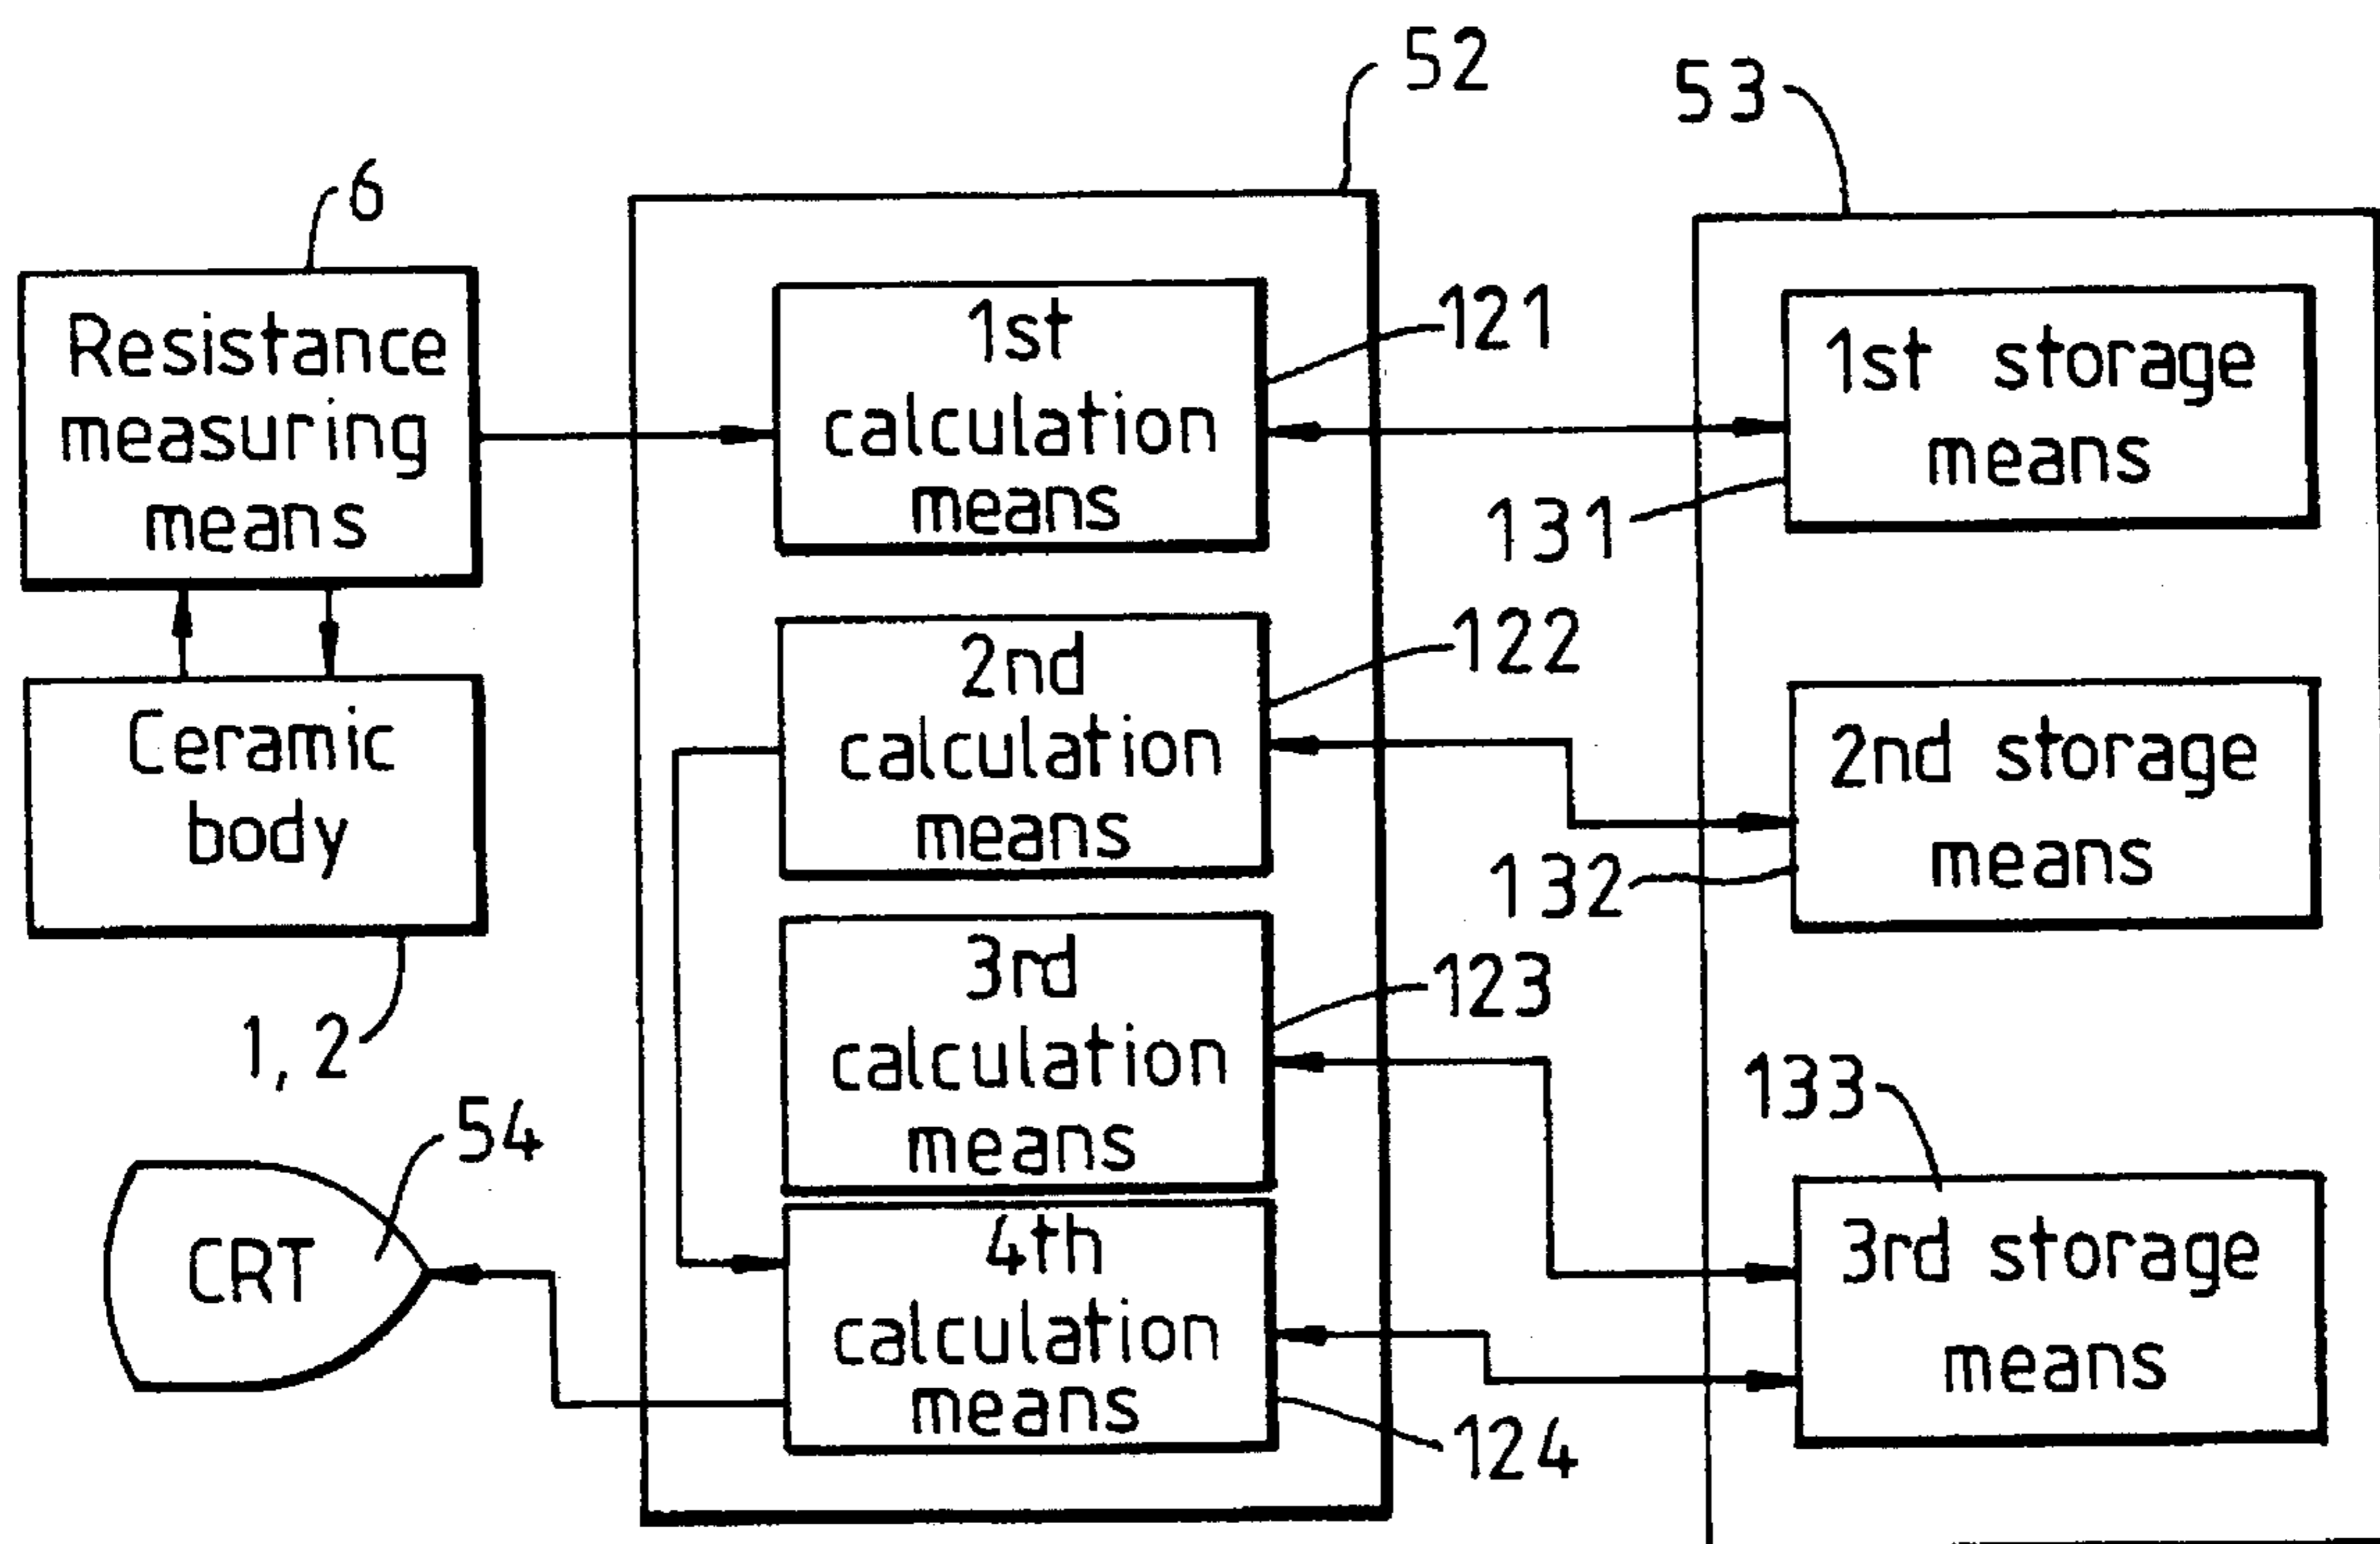 52
53
6
Resistance
measuring
means
1st
calculation
means
121
1st storage
means
131
2nd
calculation
means
122
Ceramic
body
2nd storage
means
132
3rd
calculation
means
123
1, 2
133
54
CRT
4th
calculation
means
3rd storage
means
124